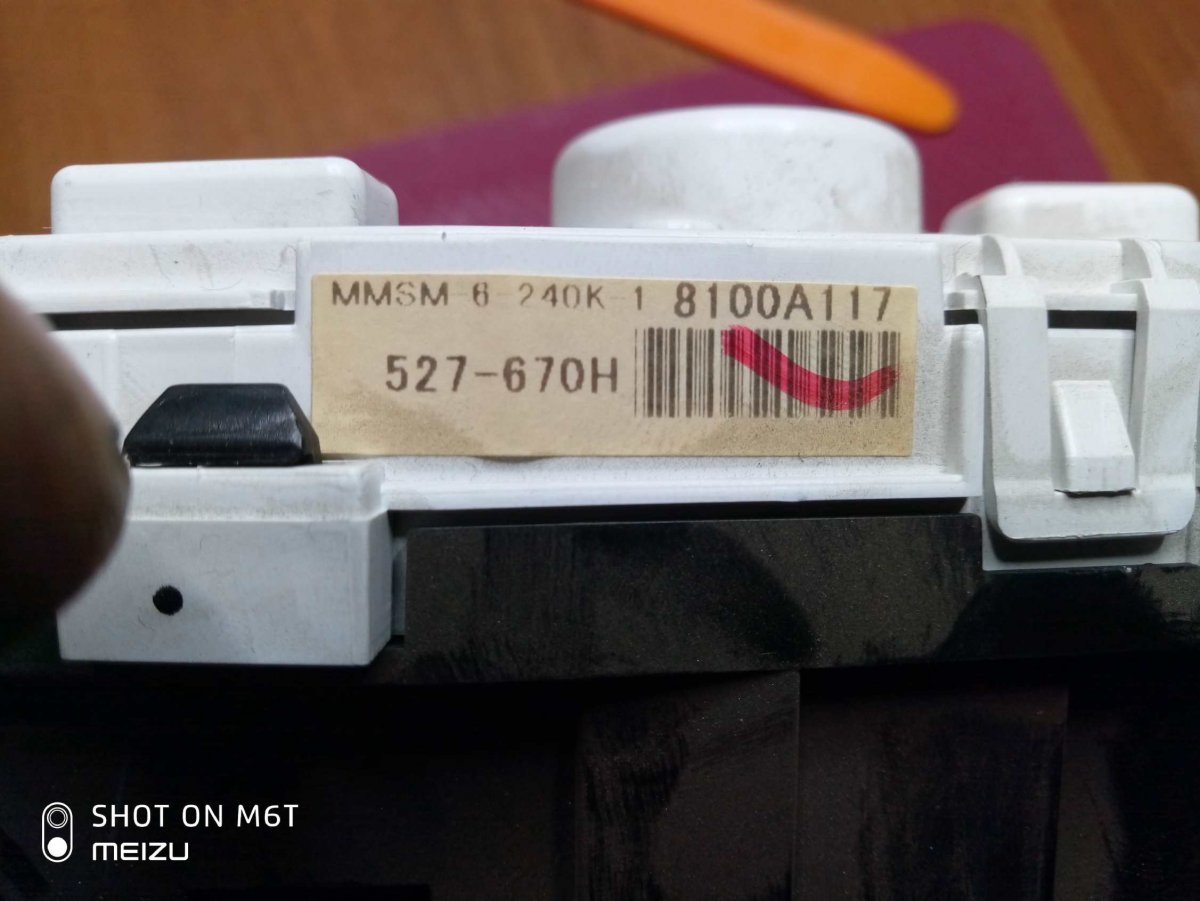 MMSM-6-240K-1 8100A117
527-670H
SHOT ON M6T
MEIZU